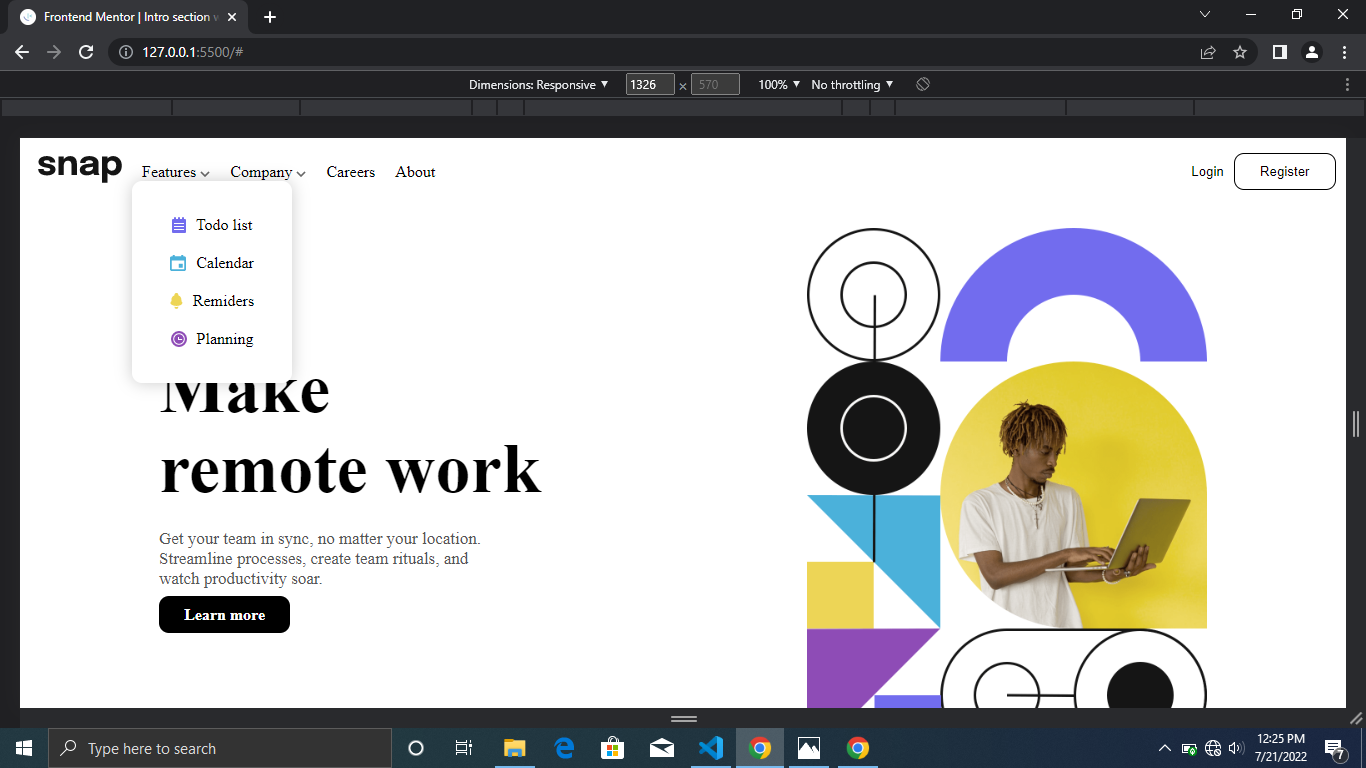 Frontend Mentor | Intro section w
127.0.0.1:5500/#
Dimensions: Responsive 1326 × 570 100% No throttling
snap Features Company Careers About Login Register
Todo list
Calendar
Remiders
Planning
Make
remote work
Get your team in sync, no matter your location.
Streamline processes, create team rituals, and
watch productivity soar.
Learn more
Type here to search
12:25 PM
7/21/2022
7